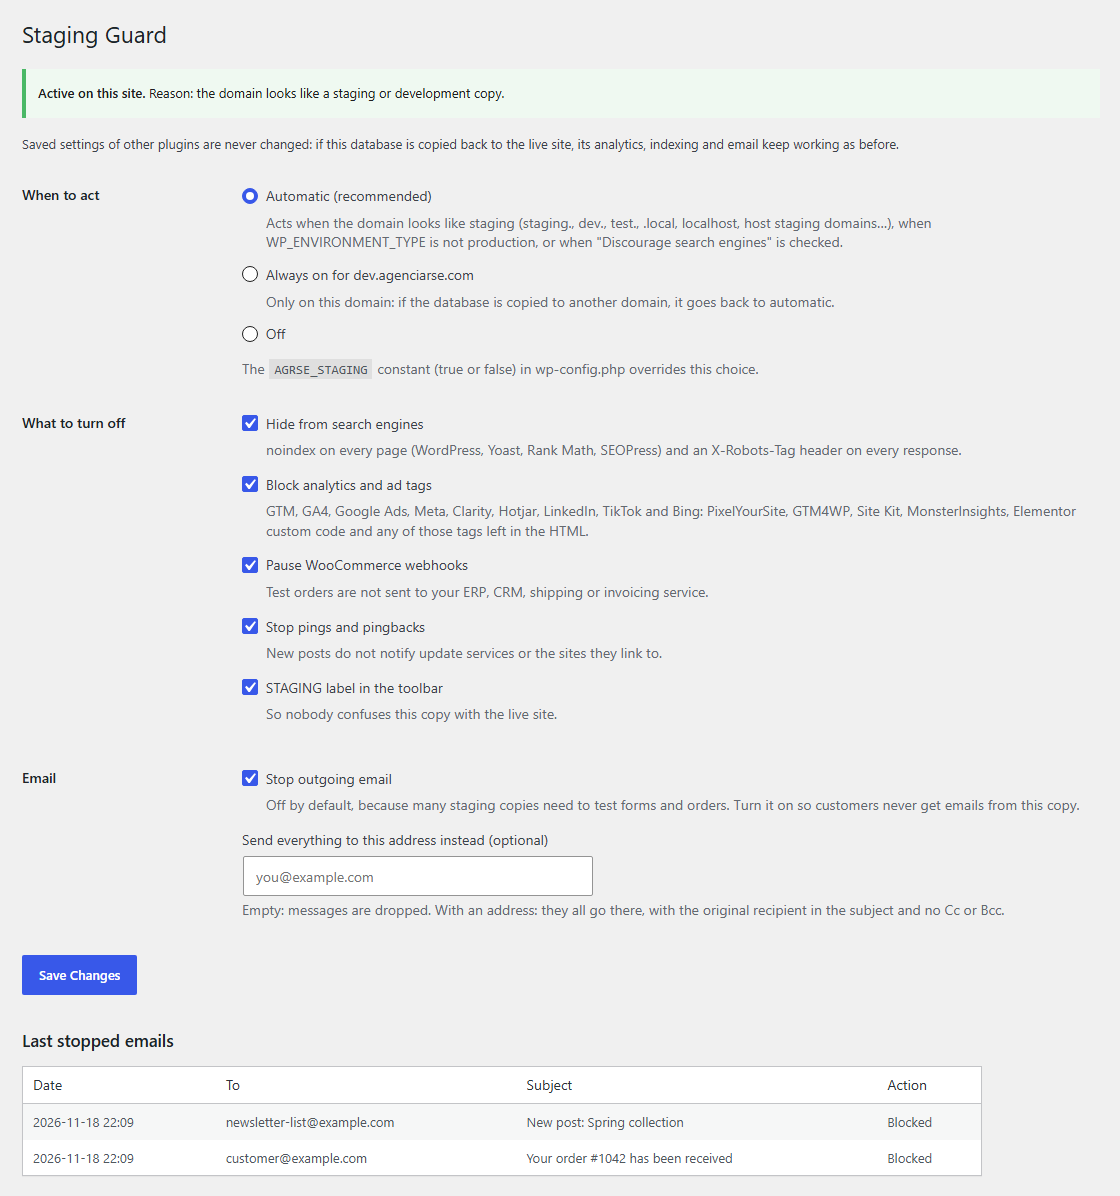 Staging Guard
Active on this site. Reason: the domain looks like a staging or development copy.
Saved settings of other plugins are never changed: if this database is copied back to the live site, its analytics, indexing and email keep working as before.
When to act
Automatic (recommended)
Acts when the domain looks like staging (staging., dev., test., .local, localhost, host staging domains...), when
WP_ENVIRONMENT_TYPE is not production, or when "Discourage search engines" is checked.
Always on for dev.agenciarse.com
Only on this domain: if the database is copied to another domain, it goes back to automatic.
Off
The AGRSE_STAGING constant (true or false) in wp-config.php overrides this choice.
What to turn off
Hide from search engines
noindex on every page (WordPress, Yoast, Rank Math, SEOPress) and an X-Robots-Tag header on every response.
Block analytics and ad tags
GTM, GA4, Google Ads, Meta, Clarity, Hotjar, LinkedIn, TikTok and Bing: PixelYourSite, GTM4WP, Site Kit, MonsterInsights, Elementor
custom code and any of those tags left in the HTML.
Pause WooCommerce webhooks
Test orders are not sent to your ERP, CRM, shipping or invoicing service.
Stop pings and pingbacks
New posts do not notify update services or the sites they link to.
STAGING label in the toolbar
So nobody confuses this copy with the live site.
Email
Stop outgoing email
Off by default, because many staging copies need to test forms and orders. Turn it on so customers never get emails from this copy.
Send everything to this address instead (optional)
you@example.com
Empty: messages are dropped. With an address: they all go there, with the original recipient in the subject and no Cc or Bcc.
Save Changes
Last stopped emails
Date To Subject Action
2026-11-18 22:09 newsletter-list@example.com New post: Spring collection Blocked
2026-11-18 22:09 customer@example.com Your order #1042 has been received Blocked